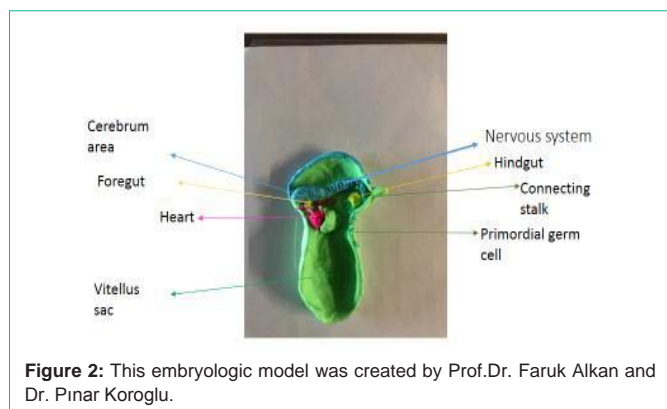 Cerebrum
area
Foregut
Heart
Vitellus
sac
Nervous system
Hindgut
Connecting
stalk
Primordial germ
cell
Figure 2: This embryologic model was created by Prof.Dr. Faruk Alkan and
Dr. Pınar Koroglu.